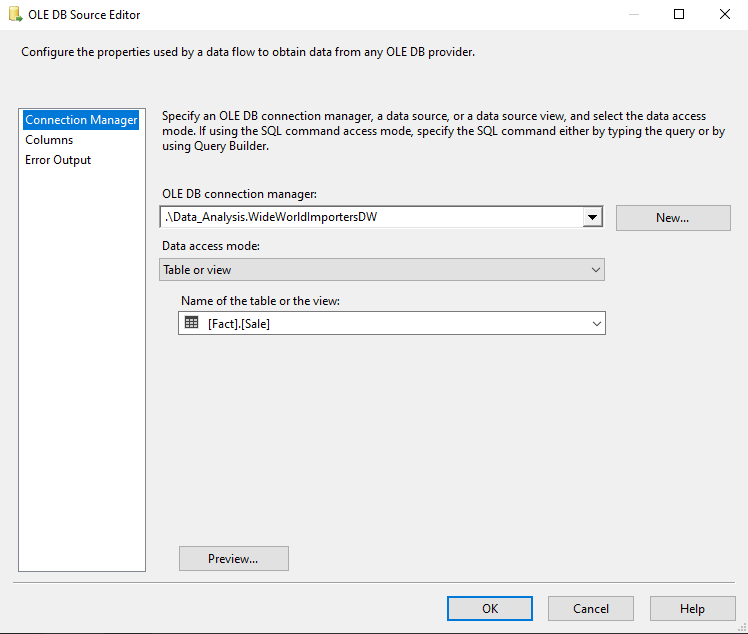 OLE DB Source Editor
Configure the properties used by a data flow to obtain data from any OLE DB provider.
Connection Manager
Columns
Error Output
Specify an OLE DB connection manager, a data source, or a data source view, and select the data access
mode. If using the SQL command access mode, specify the SQL command either by typing the query or by
using Query Builder.
OLE DB connection manager:
.\Data_Analysis.WideWorldImportersDW
New...
Data access mode:
Table or view
Name of the table or the view:
[Fact].[Sale]
Preview...
OK
Cancel
Help